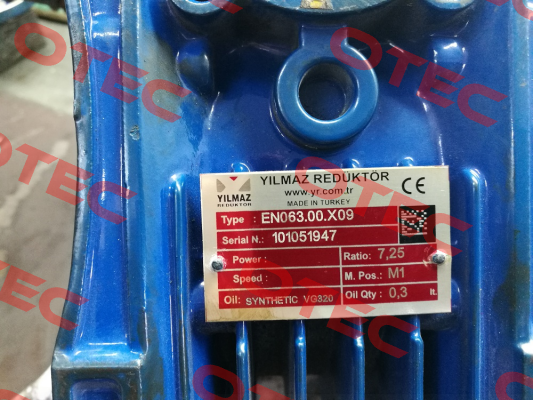 YILMAZ REDUKTÖR
www.yr.com.tr
MADE IN TURKEY
CE
YILMAZ
REDUKTOR
Type : EN063.00.X09
Serial N.: 101051947
Power : Ratio: 7,25
Speed : M. Pos.: M1
Oil: SYNTHETIC VG320 Oil Qty : 0,3 lt.
OTEC
OTEC
OTEC
OTEC
OTEC
OTEC
OTEC